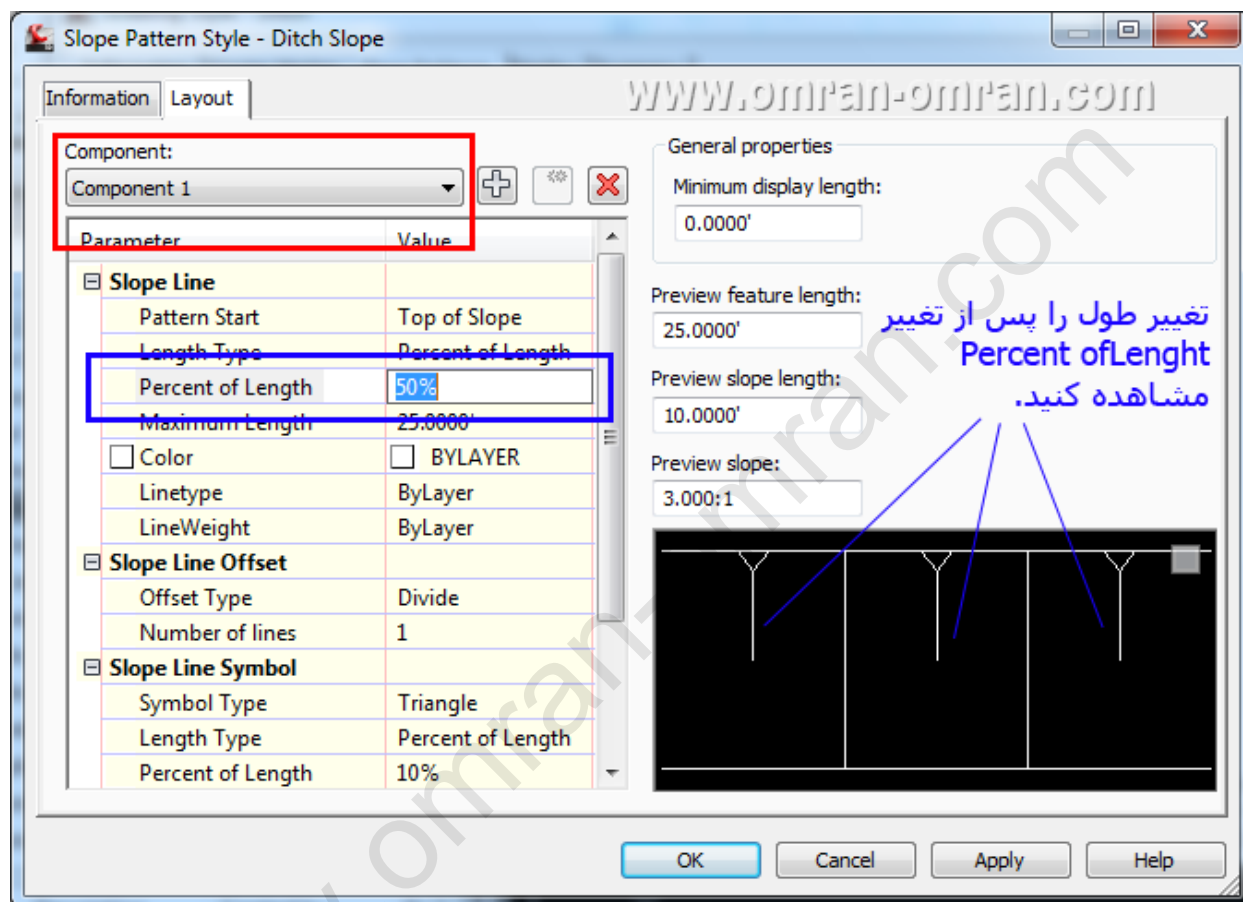 Slope Pattern Style - Ditch Slope
Information Layout
www.omran-omran.com
Component:
Component 1
Parameter Value
Slope Line
Pattern Start Top of Slope
Length Type Percent of Length
Percent of Length 50%
Maximum Length 25.0000'
Color BYLAYER
Linetype ByLayer
LineWeight ByLayer
Slope Line Offset
Offset Type Divide
Number of lines 1
Slope Line Symbol
Symbol Type Triangle
Length Type Percent of Length
Percent of Length 10%
General properties
Minimum display length:
0.0000'
Preview feature length:
25.0000'
Preview slope length:
10.0000'
Preview slope:
3.000:1
تغییر طول را پس از تغییر
Percent ofLenght
مشاهده کنید.
OK Cancel Apply Help
omran-omran.com